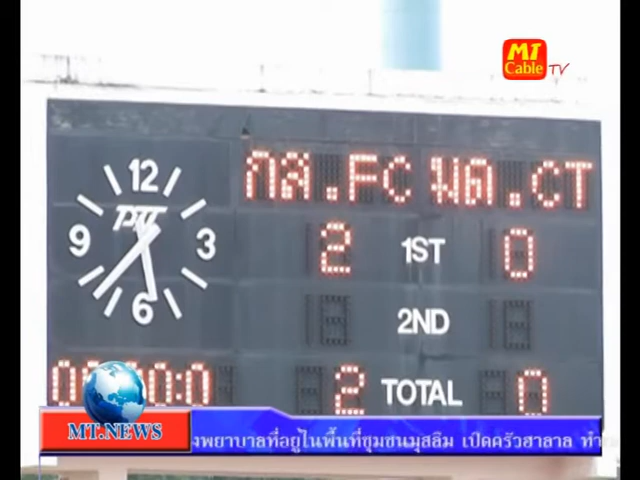 MT
Cable TV
กส.FC มด.CT
12
9
3
6
2 1ST 0
2ND
2 TOTAL 0
MT.NEWS
งพยาบาลที่อยู่ในพื้นที่ชุมชนมุสลิม เปิดครัวฮาลาล